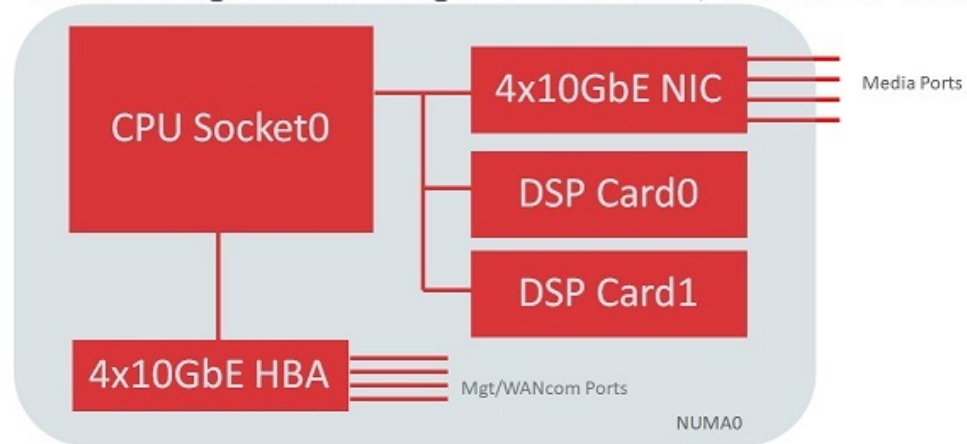 4x10GbE NIC
Media Ports
CPU Socket0
DSP Card0
DSP Card1
4x10GbE HBA
Mgt/WANcom Ports
NUMA0